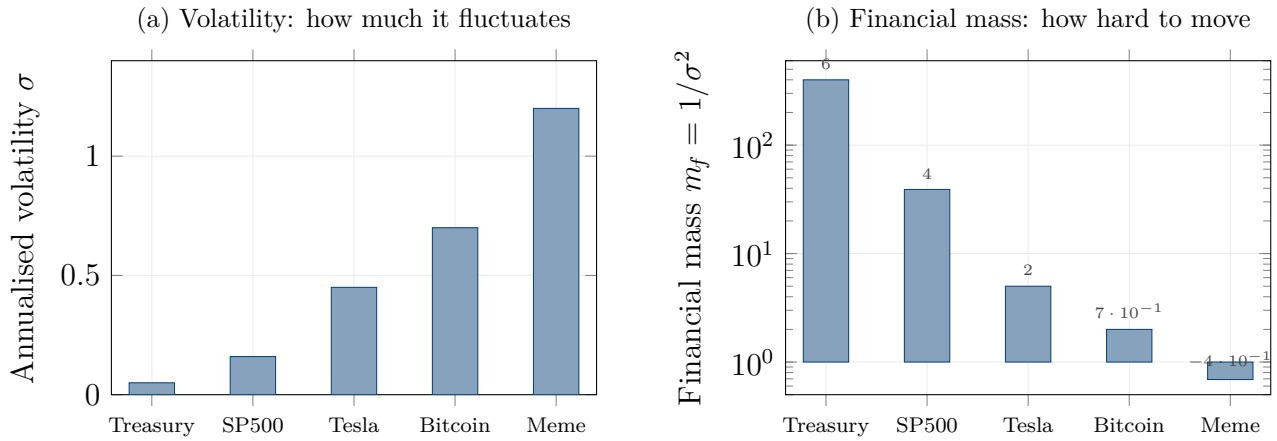 (a) Volatility: how much it fluctuates
Annualised volatility σ
1
0.5
0
Treasury SP500 Tesla Bitcoin Meme
(b) Financial mass: how hard to move
Financial mass m_f = 1/σ²
10²
10¹
10⁰
6
4
2
7 · 10⁻¹
−4 · 10⁻¹
Treasury SP500 Tesla Bitcoin Meme